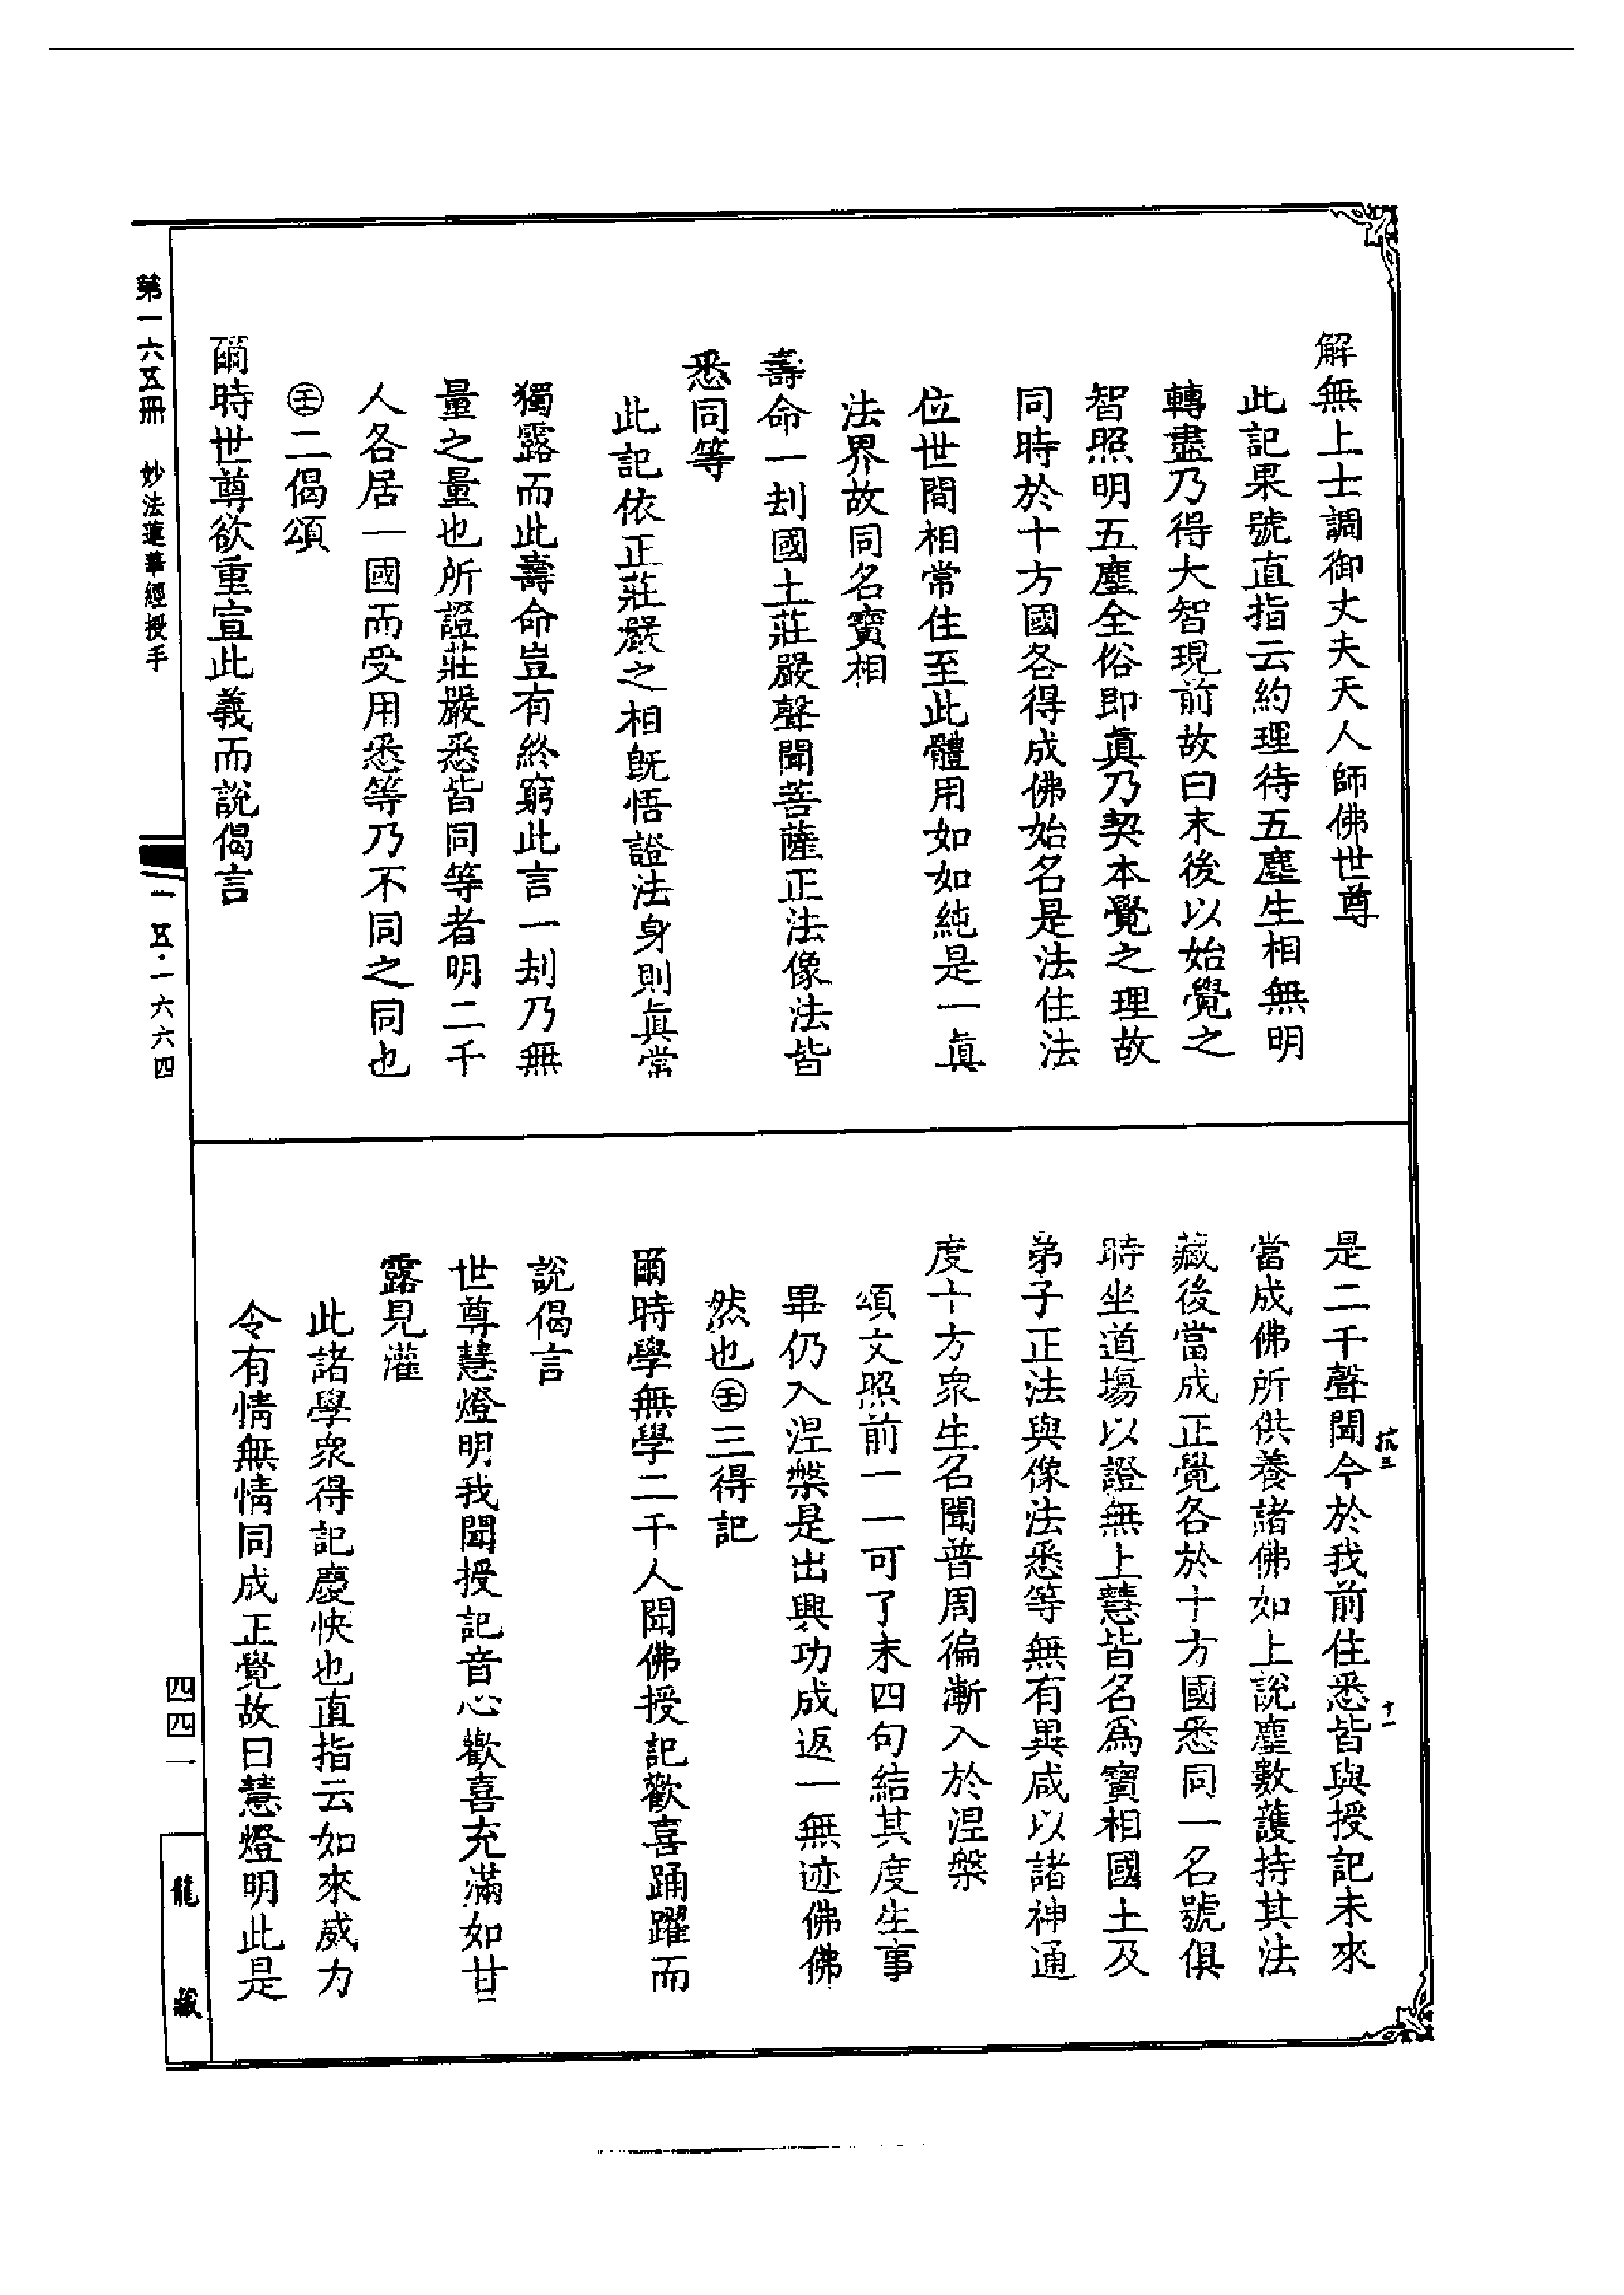 解無上士調御丈夫天人師佛世尊
此記果號直指云約理待五塵生相無明
轉盡乃得大智現前故曰末後以始覺之
智照明五塵全俗即眞乃契本覺之理故
同時於十方國各得成佛始名是法住法
位世間相常住至此體用如如純是一眞
法界故同名寶相
壽命一刦國土莊嚴聲聞菩薩正法像法皆
悉同等
此記依正莊嚴之相旣悟證法身則眞常
獨露而此壽命豈有終窮此言一刦乃無
量之量也所證莊嚴悉皆同等者明二千
人各居一國而受用悉等乃不同之同也
㊂二偈頌
爾時世尊欲重宣此義而說偈言
是二千聲聞今於我前住悉皆與授記未來
當成佛所供養諸佛如上說塵數護持其法
藏後當成正覺各於十方國悉同一名號俱
時坐道場以證無上慧皆名爲寶相國土及
弟子正法與像法悉等無有異咸以諸神通
度十方衆生名聞普周徧漸入於涅槃
頌文照前一一可了末四句結其度生事
畢仍入涅槃是出興功成返一無迹佛佛
然也壬三得記
爾時學無學二千人聞佛授記歡喜踊躍而
說偈言
世尊慧燈明我聞授記音心歡喜充滿如甘
露見灌
此諸學衆得記慶快也直指云如來威力
令有情無情同成正覺故曰慧燈明此是
第一六五冊 妙法蓮華經授手
一五·一六六四
四四一
龍藏
十一